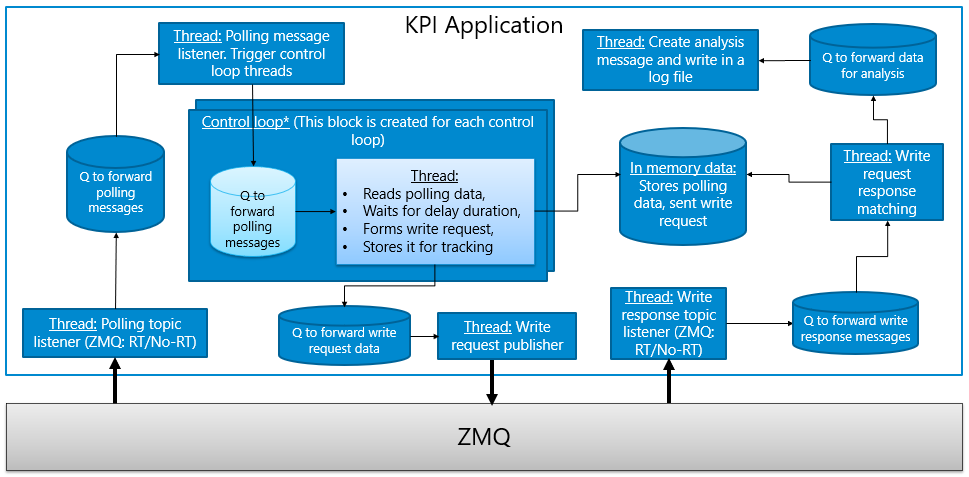 KPI Application
Thread: Polling message
listener. Trigger control
loop threads
Thread: Create analysis
message and write in a
log file
Q to forward data
for analysis
Control loop* (This block is created for each control
loop)
Q to forward
polling
messages
Q to
forward
polling
messages
Thread:
• Reads polling data,
• Waits for delay duration,
• Forms write request,
• Stores it for tracking
In memory data:
Stores polling
data, sent write
request
Thread: Write
request
response
matching
Thread: Polling topic
listener (ZMQ: RT/No-RT)
Q to forward write
request data
Thread: Write
request publisher
Thread: Write
response topic
listener (ZMQ:
RT/No-RT)
Q to forward write
response messages
ZMQ